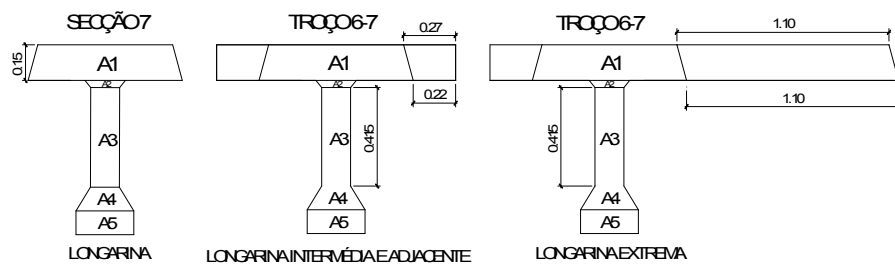 SECÇÃO 7
TROÇO 6-7
TROÇO 6-7
0.15
A1
A2
A3
A4
A5
LONGARINA
0.27
A1
0.22
A2
A3
0.415
A4
A5
LONGARINA INTERMÉDIA E ADJACENTE
1.10
A1
1.10
A2
A3
0.415
A4
A5
LONGARINA EXTREMA